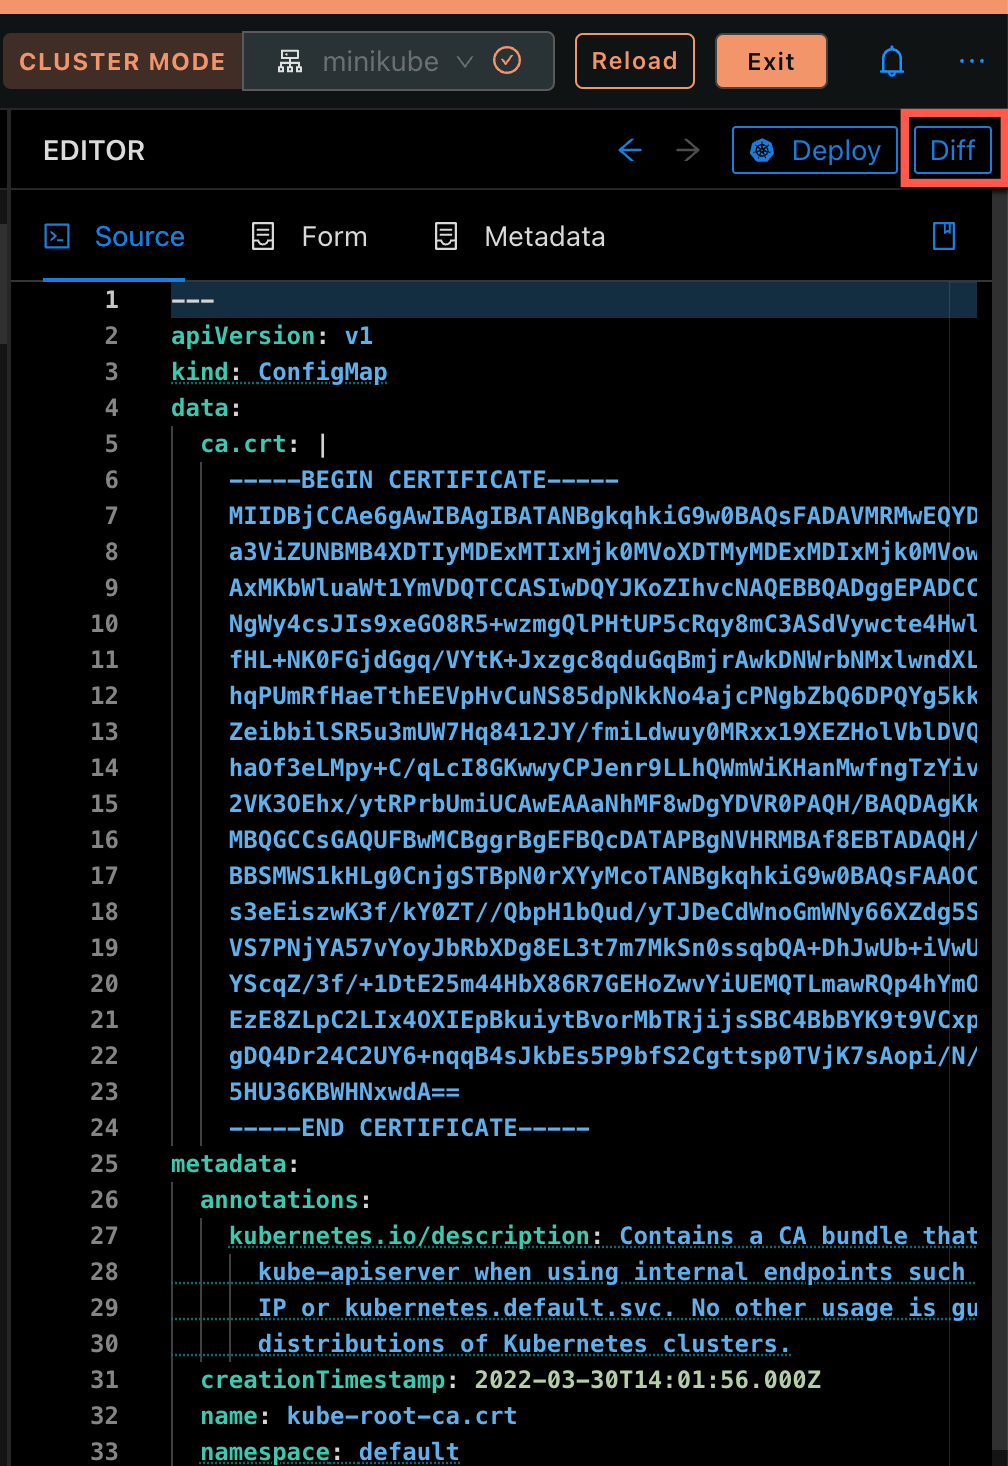 CLUSTER MODE minikube Reload Exit
EDITOR Deploy Diff
Source Form Metadata
1 ---
2 apiVersion: v1
3 kind: ConfigMap
4 data:
5 ca.crt: |
6 -----BEGIN CERTIFICATE-----
7 MIIDBjCCAe6gAwIBAgIBATANBgkqhkiG9w0BAQsFADAVMRMwEQYD
8 a3ViZUNBMB4XDTIyMDExMTIxMjk0MVoXDTMyMDExMDIxMjk0MVow
9 AxMKbWluaWt1YmVDQTCCASIwDQYJKoZIhvcNAQEBBQADggEPADCC
10 NgWy4csJIs9xeGO8R5+wzmgQlPHtUP5cRqy8mC3ASdVywcte4Hwl
11 fHL+NK0FGjdGgq/VYtK+Jxzgc8qduGqBmjrAwkDNWrbNMxlwndXL
12 hqPUmRfHaeTthEEVpHvCuNS85dpNkkNo4ajcPNgbZbQ6DPQYg5kk
13 ZeibbilSR5u3mUW7Hq8412JY/fmiLdwuy0MRxx19XEZHolVblDVQ
14 haOf3eLMpy+C/qLcI8GKwwyCPJenr9LLhQWmWiKHanMwfngTzYiv
15 2VK3OEhx/ytRPrbUmiUCAwEAAaNhMF8wDgYDVR0PAQH/BAQDAgKk
16 MBQGCCsGAQUFBwMCBggrBgEFBQcDATAPBgNVHRMBAf8EBTADAQH/
17 BBSMWS1kHLg0CnjgSTBpN0rXYyMcoTANBgkqhkiG9w0BAQsFAAOC
18 s3eEiszwK3f/kY0ZT//QbpH1bQud/yTJDeCdWnoGmWNy66XZdg5S
19 VS7PNjYA57vYoyJbRbXDg8EL3t7m7MkSn0ssqbQA+DhJwUb+iVwU
20 YScqZ/3f/+1DtE25m44HbX86R7GEHoZwvYiUEMQTLmawRQp4hYmO
21 EzE8ZLpC2LIx4OXIEpBkuiytBvorMbTRjijsSBC4BbBYK9t9VCxp
22 gDQ4Dr24C2UY6+nqqB4sJkbEs5P9bfS2Cgttsp0TVjK7sAopi/N/
23 5HU36KBWHNxwdA==
24 -----END CERTIFICATE-----
25 metadata:
26 annotations:
27 kubernetes.io/description: Contains a CA bundle that
28 kube-apiserver when using internal endpoints such
29 IP or kubernetes.default.svc. No other usage is gu
30 distributions of Kubernetes clusters.
31 creationTimestamp: 2022-03-30T14:01:56.000Z
32 name: kube-root-ca.crt
33 namespace: default